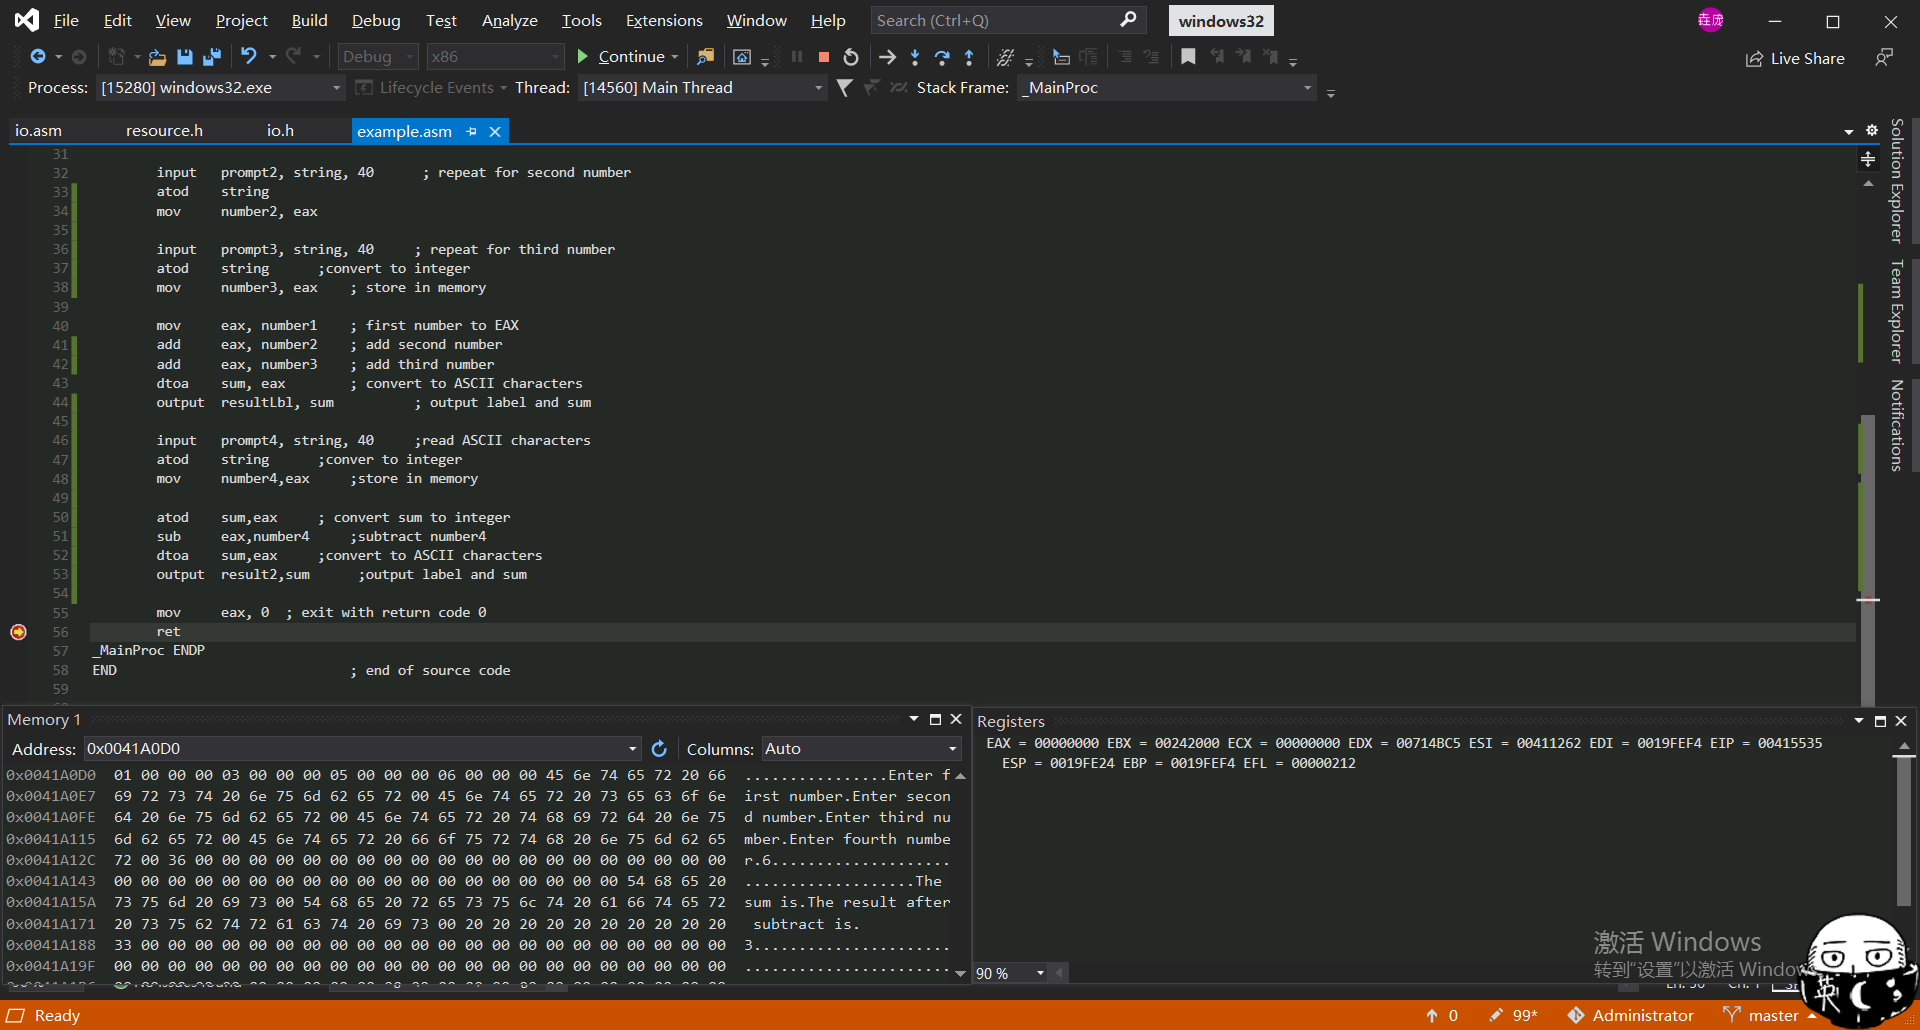 File Edit View Project Build Debug Test Analyze Tools Extensions Window Help Search (Ctrl+Q) windows32 垚庞
Debug x86 Continue Live Share
Process: [15280] windows32.exe Lifecycle Events Thread: [14560] Main Thread Stack Frame: _MainProc
io.asm resource.h io.h example.asm
Solution Explorer
Team Explorer
Notifications
31
32 input prompt2, string, 40 ; repeat for second number
33 atod string
34 mov number2, eax
35
36 input prompt3, string, 40 ; repeat for third number
37 atod string ;convert to integer
38 mov number3, eax ; store in memory
39
40 mov eax, number1 ; first number to EAX
41 add eax, number2 ; add second number
42 add eax, number3 ; add third number
43 dtoa sum, eax ; convert to ASCII characters
44 output resultLbl, sum ; output label and sum
45
46 input prompt4, string, 40 ;read ASCII characters
47 atod string ;conver to integer
48 mov number4,eax ;store in memory
49
50 atod sum,eax ; convert sum to integer
51 sub eax,number4 ;subtract number4
52 dtoa sum,eax ;convert to ASCII characters
53 output result2,sum ;output label and sum
54
55 mov eax, 0 ; exit with return code 0
56 ret
57 _MainProc ENDP
58 END ; end of source code
59
Memory 1
Address: 0x0041A0D0 Columns: Auto
0x0041A0D0 01 00 00 00 03 00 00 00 05 00 00 00 06 00 00 00 45 6e 74 65 72 20 66 ................Enter f
0x0041A0E7 69 72 73 74 20 6e 75 6d 62 65 72 00 45 6e 74 65 72 20 73 65 63 6f 6e irst number.Enter secon
0x0041A0FE 64 20 6e 75 6d 62 65 72 00 45 6e 74 65 72 20 74 68 69 72 64 20 6e 75 d number.Enter third nu
0x0041A115 6d 62 65 72 00 45 6e 74 65 72 20 66 6f 75 72 74 68 20 6e 75 6d 62 65 mber.Enter fourth numbe
0x0041A12C 72 00 36 00 00 00 00 00 00 00 00 00 00 00 00 00 00 00 00 00 00 00 00 r.6....................
0x0041A143 00 00 00 00 00 00 00 00 00 00 00 00 00 00 00 00 00 00 00 54 68 65 20 ...................The
0x0041A15A 73 75 6d 20 69 73 00 54 68 65 20 72 65 73 75 6c 74 20 61 66 74 65 72 sum is.The result after
0x0041A171 20 73 75 62 74 72 61 63 74 20 69 73 00 20 20 20 20 20 20 20 20 20 20 subtract is.
0x0041A188 33 00 00 00 00 00 00 00 00 00 00 00 00 00 00 00 00 00 00 00 00 00 00 3......................
0x0041A19F 00 00 00 00 00 00 00 00 00 00 00 00 00 00 00 00 00 00 00 00 00 00 00 .......................
Registers
EAX = 00000000 EBX = 00242000 ECX = 00000000 EDX = 00714BC5 ESI = 00411262 EDI = 0019FEF4 EIP = 00415535
ESP = 0019FE24 EBP = 0019FEF4 EFL = 00000212
90 %
激活 Windows
转到“设置”以激活 Windo
英
Ready 0 99* Administrator master